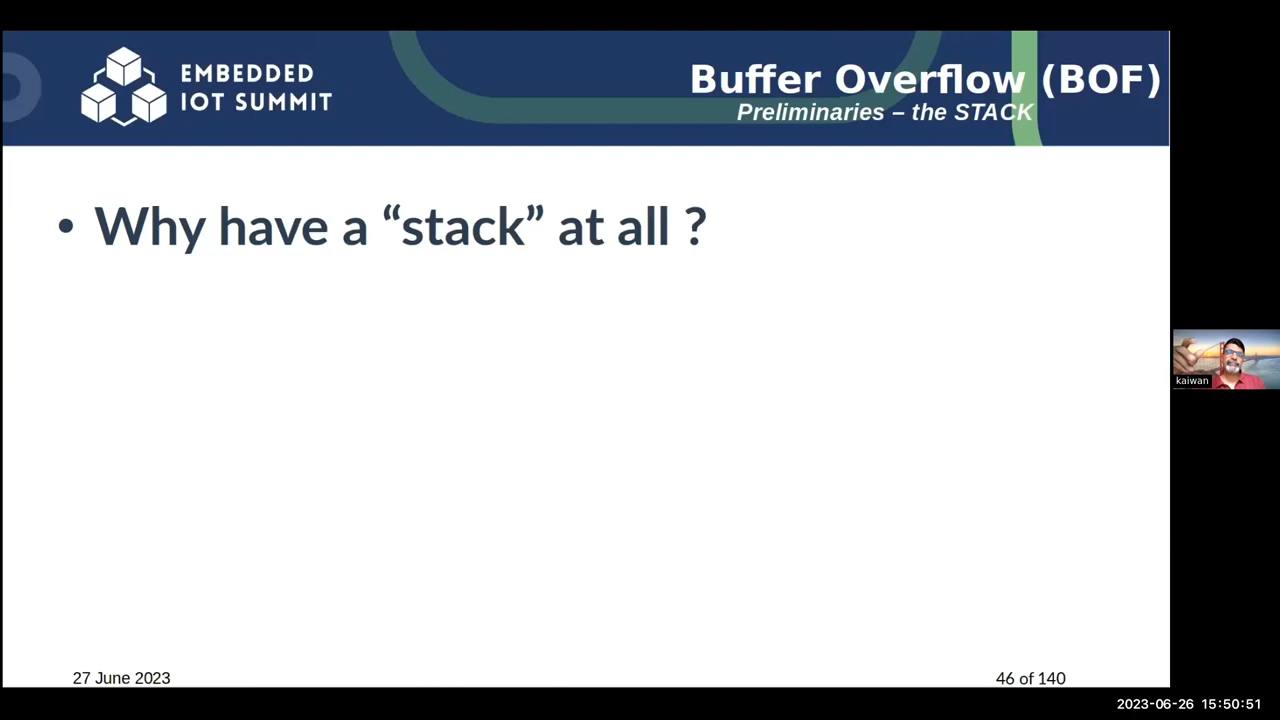 EMBEDDED
IOT SUMMIT
Buffer Overflow (BOF)
Preliminaries – the STACK
• Why have a “stack” at all ?
kaiwan
27 June 2023
46 of 140
2023-06-26 15:50:51